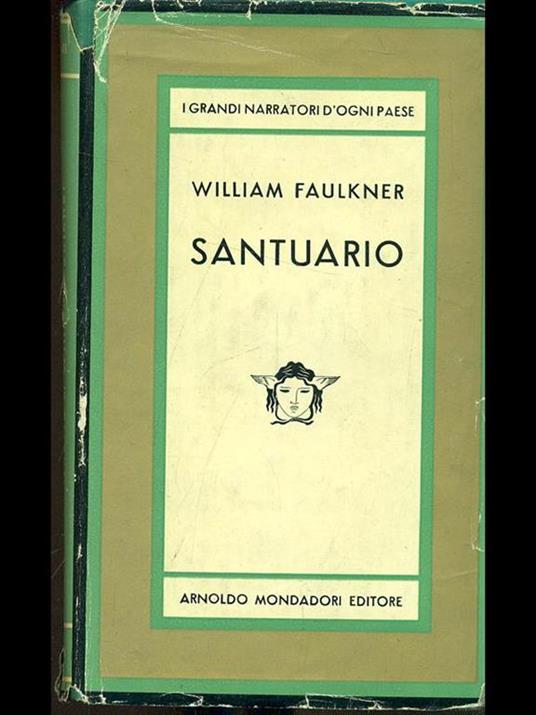 I GRANDI NARRATORI D'OGNI PAESE
WILLIAM FAULKNER
SANTUARIO
ARNOLDO MONDADORI EDITORE